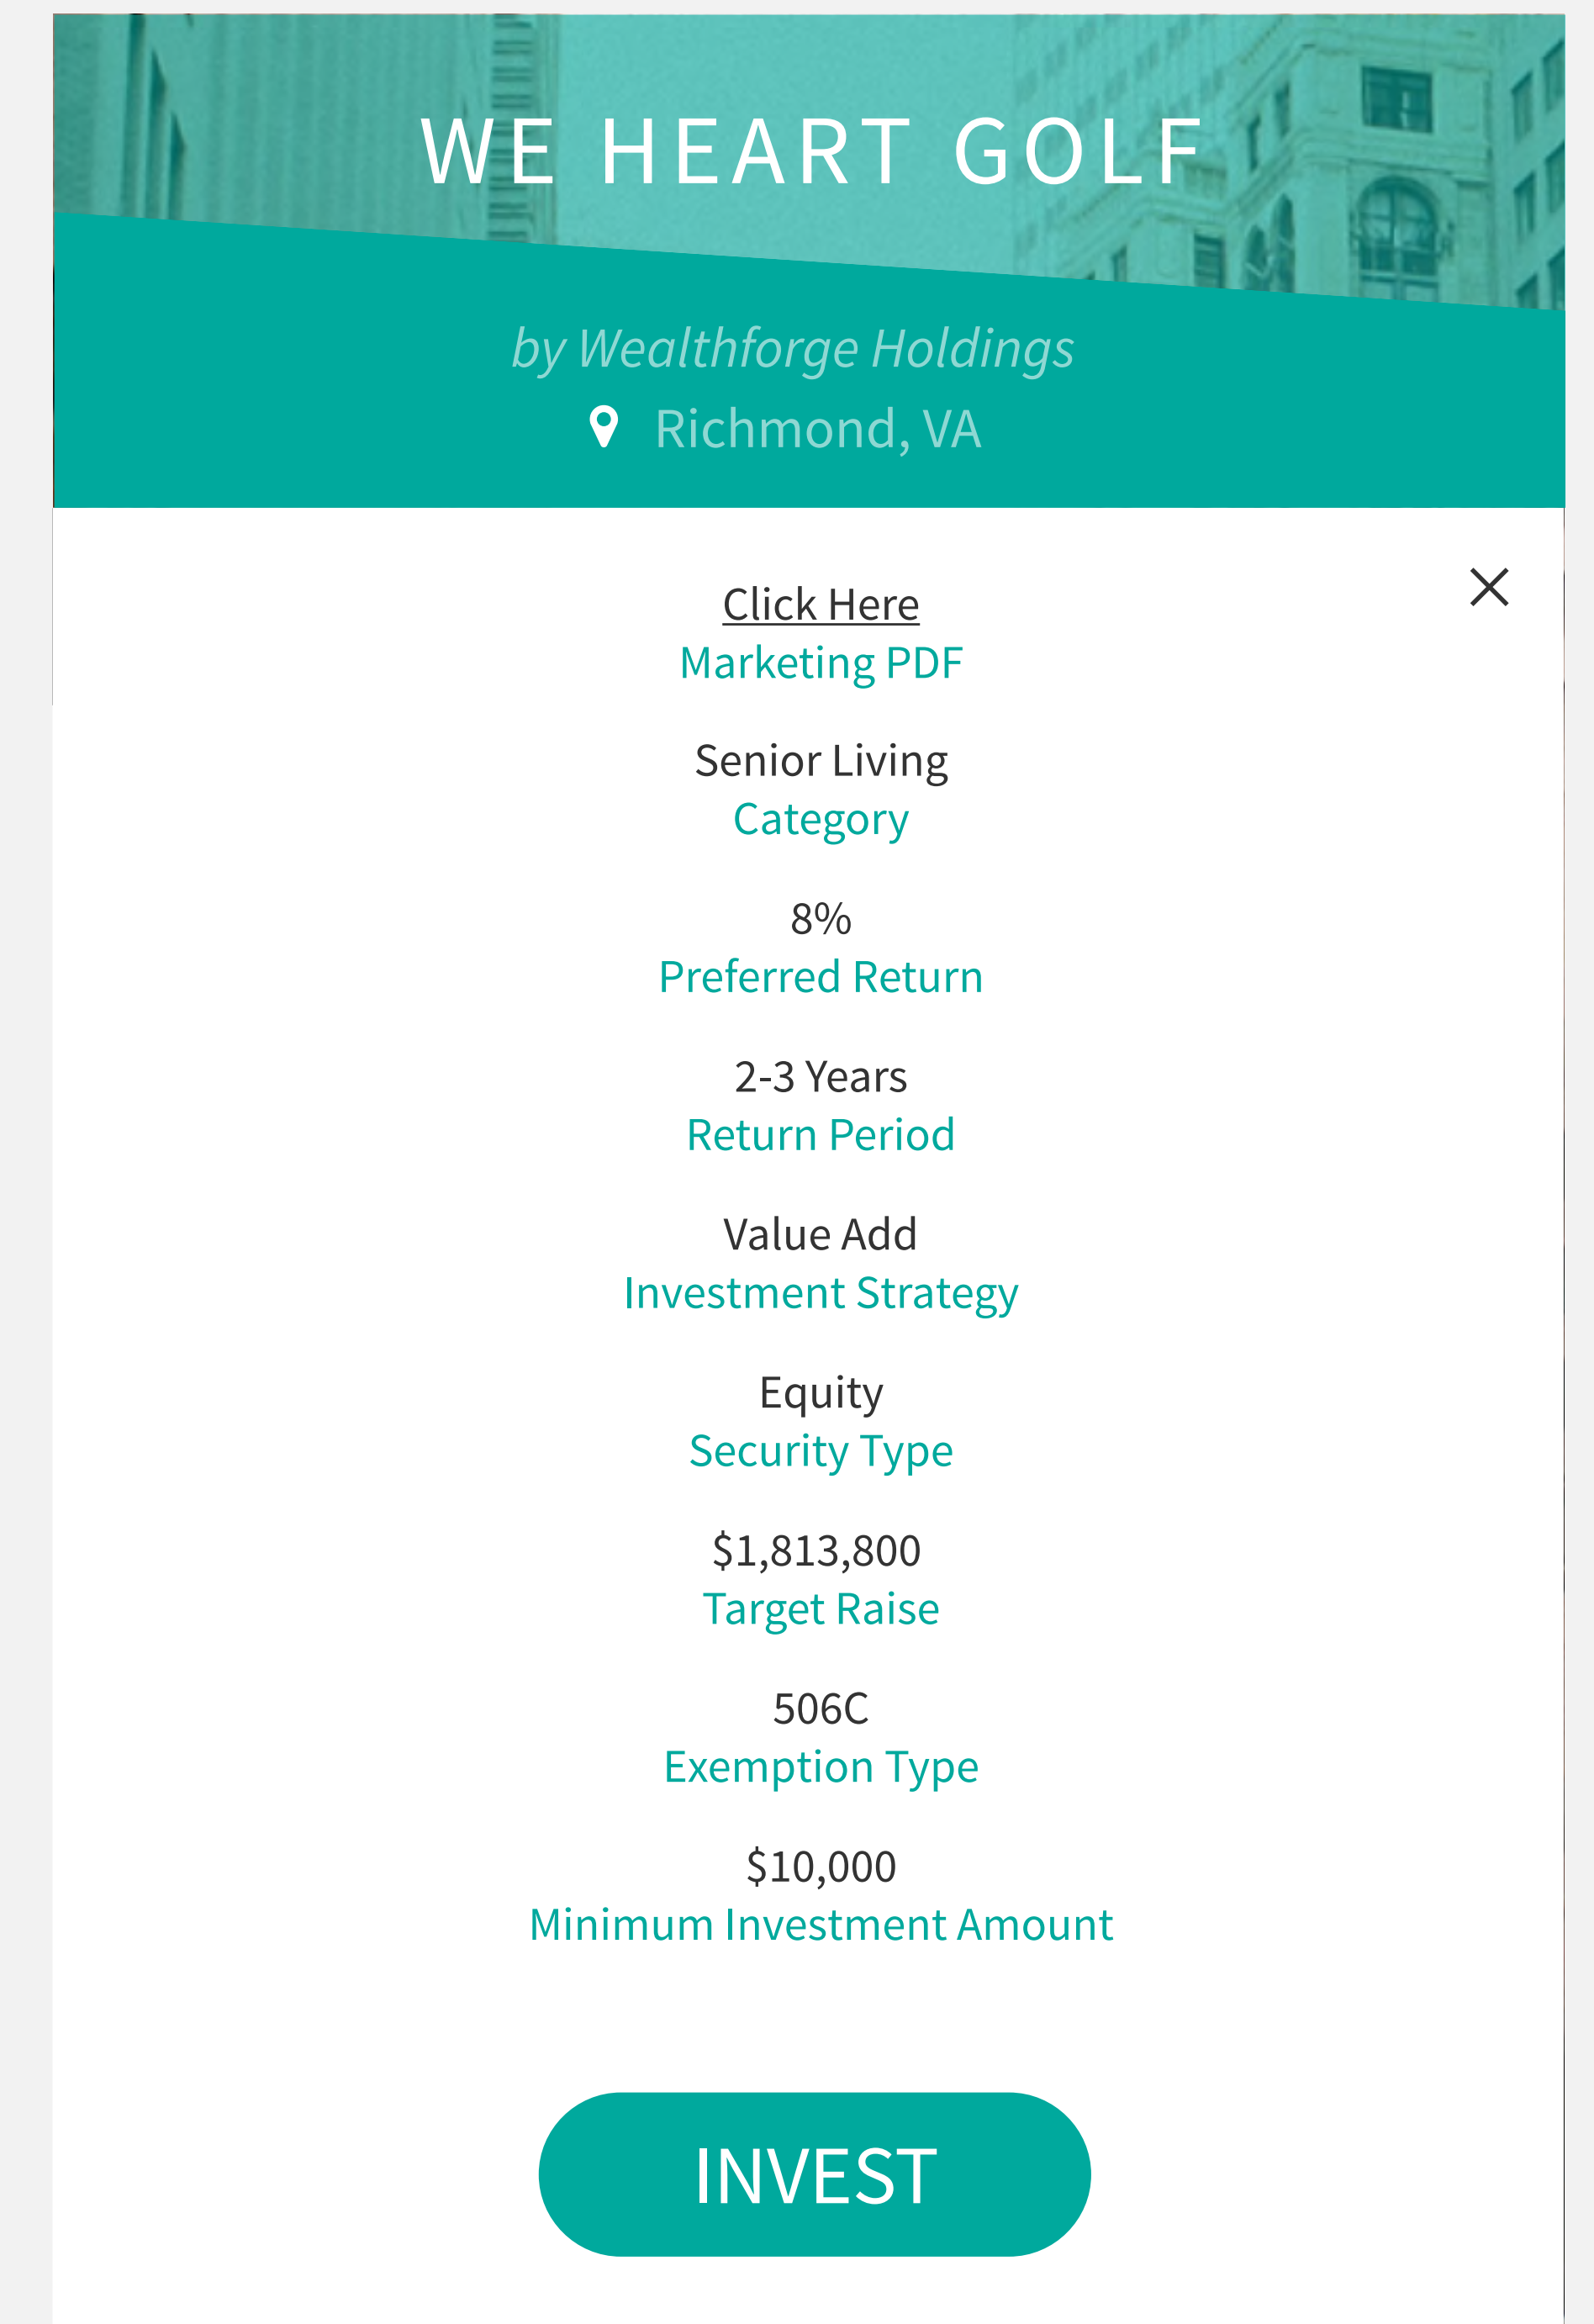 WE HEART GOLF
by Wealthforge Holdings
Richmond, VA
Click Here
Marketing PDF
Senior Living
Category
8%
Preferred Return
2-3 Years
Return Period
Value Add
Investment Strategy
Equity
Security Type
$1,813,800
Target Raise
506C
Exemption Type
$10,000
Minimum Investment Amount
INVEST